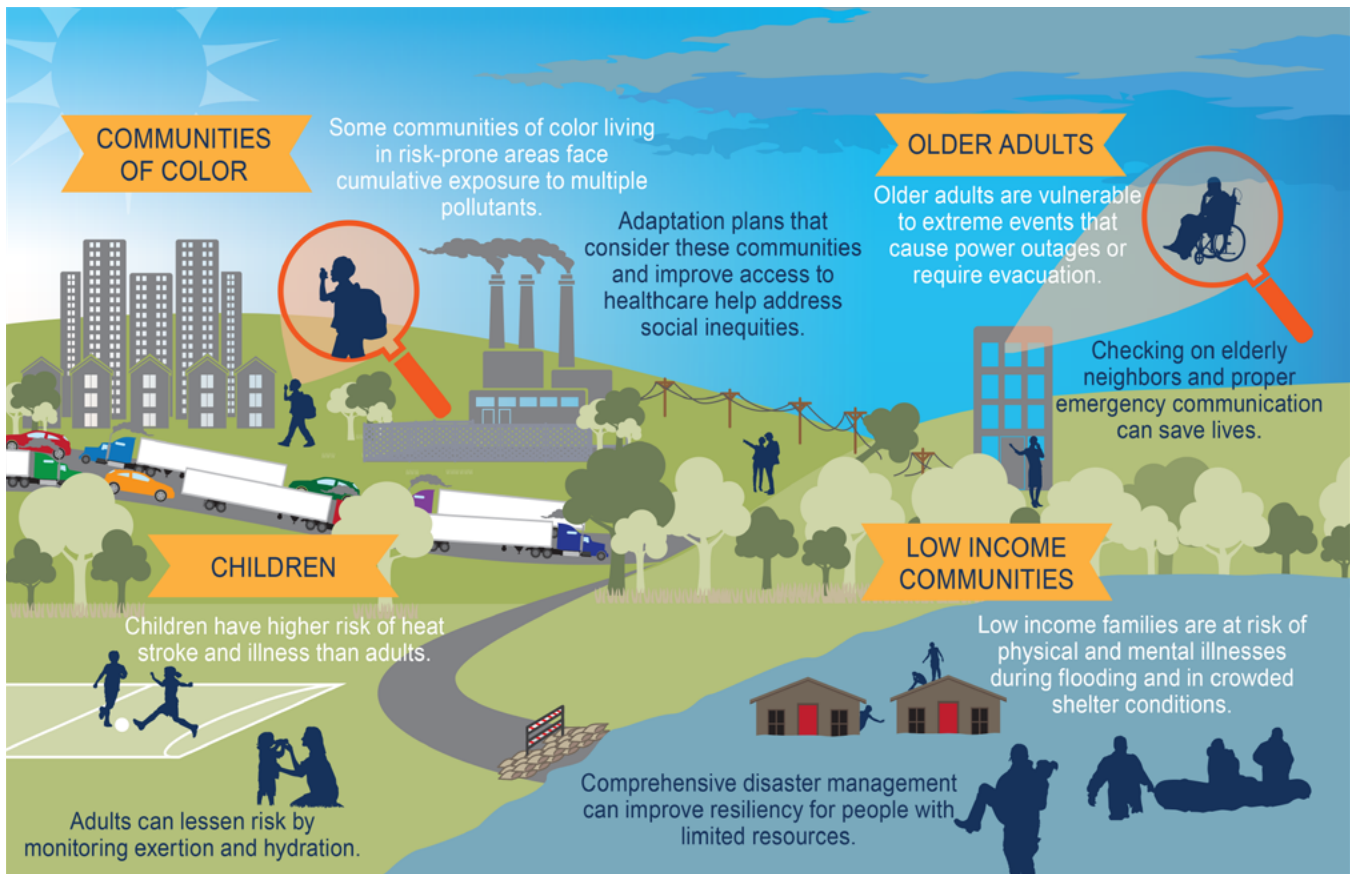 COMMUNITIES
OF COLOR
Some communities of color living
in risk-prone areas face
cumulative exposure to multiple
pollutants.
Adaptation plans that
consider these communities
and improve access to
healthcare help address
social inequities.
OLDER ADULTS
Older adults are vulnerable
to extreme events that
cause power outages or
require evacuation.
Checking on elderly
neighbors and proper
emergency communication
can save lives.
CHILDREN
Children have higher risk of heat
stroke and illness than adults.
Adults can lessen risk by
monitoring exertion and hydration.
LOW INCOME
COMMUNITIES
Low income families are at risk of
physical and mental illnesses
during flooding and in crowded
shelter conditions.
Comprehensive disaster management
can improve resiliency for people with
limited resources.